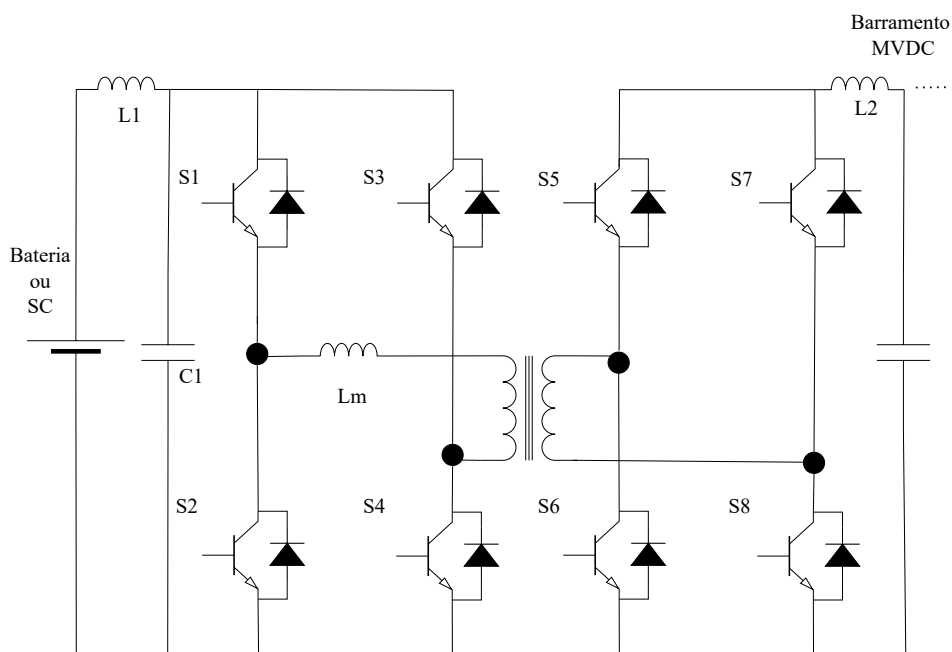 Barramento
MVDC
L1
L2
S1
S3
S5
S7
Bateria
ou
SC
C1
Lm
S2
S4
S6
S8